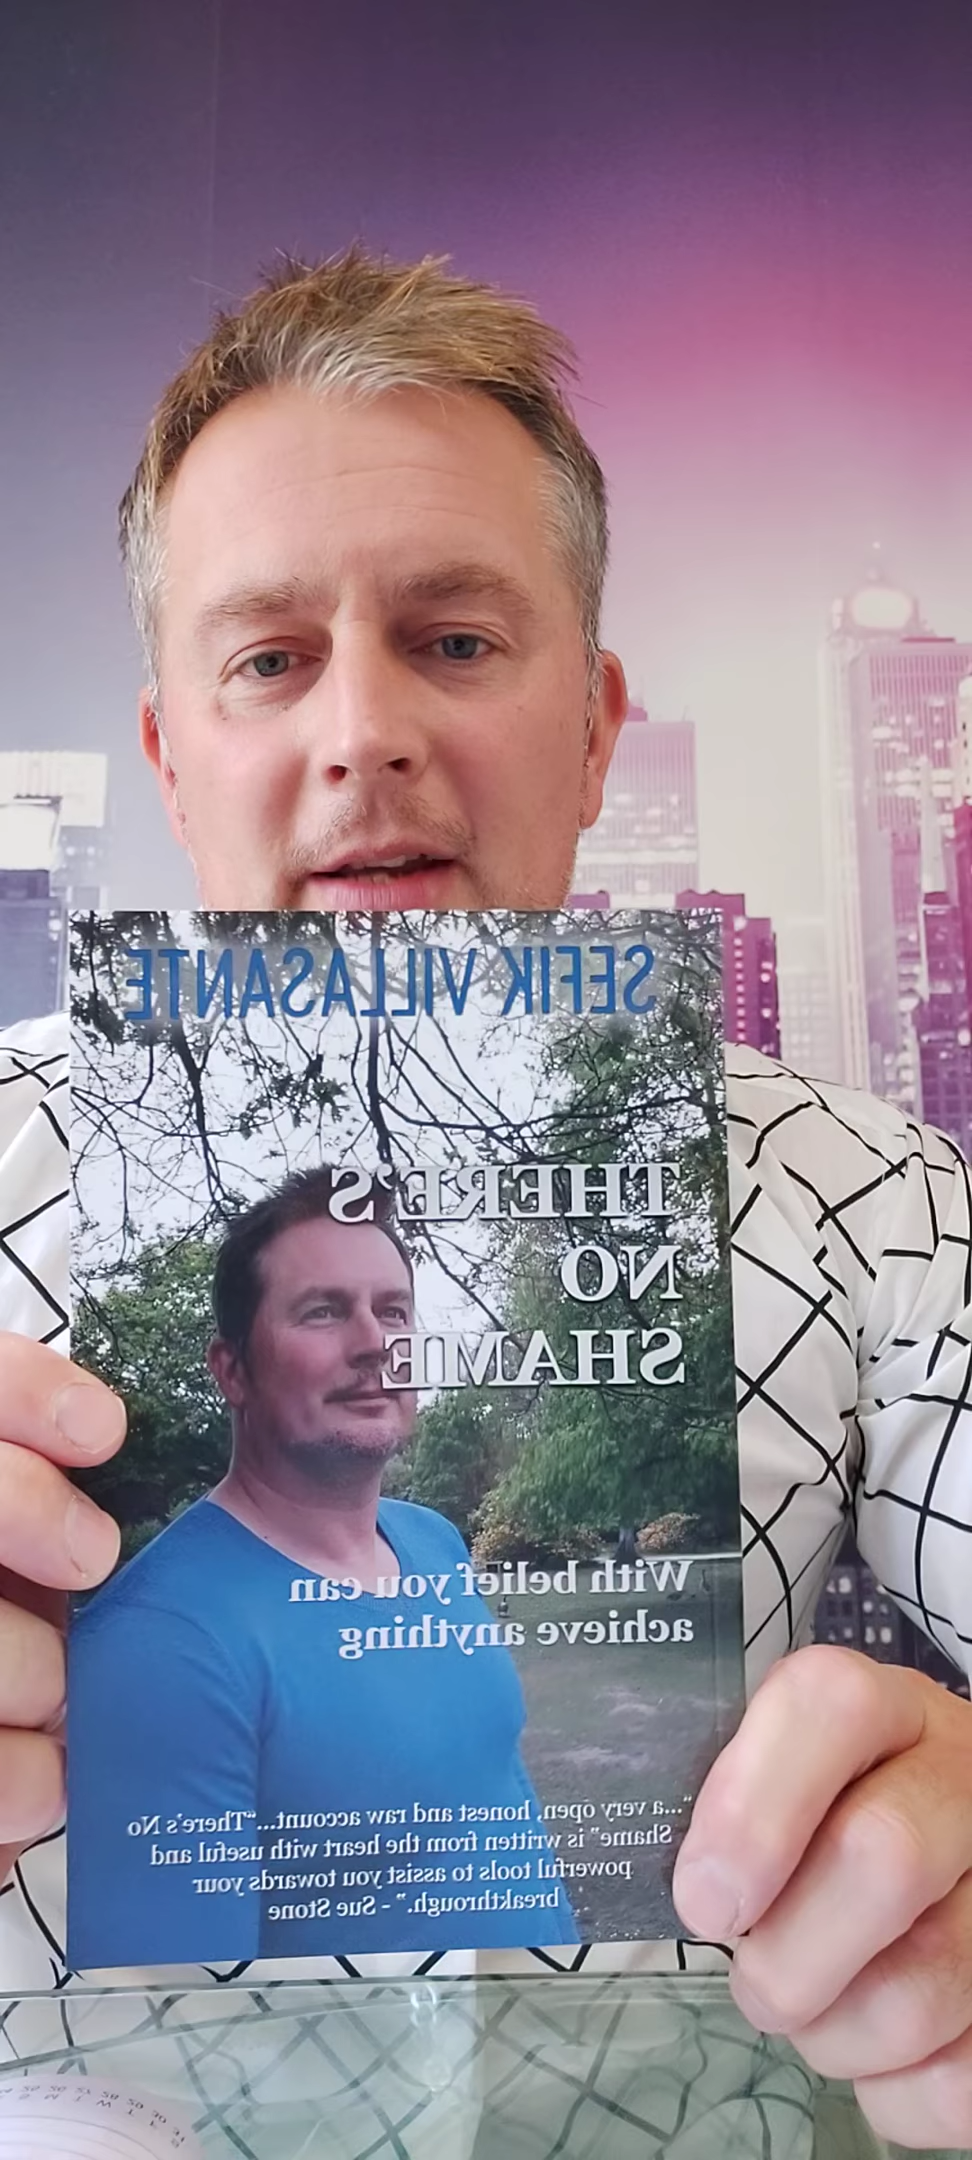 SEFIK VILLASANTE
THERE'S
NO
SHAME
With belief you can
achieve anything
"...a very open, honest and raw account..."There's No
Shame" is written from the heart with useful and
powerful tools to assist you towards your
breakthrough." - Sue Stone